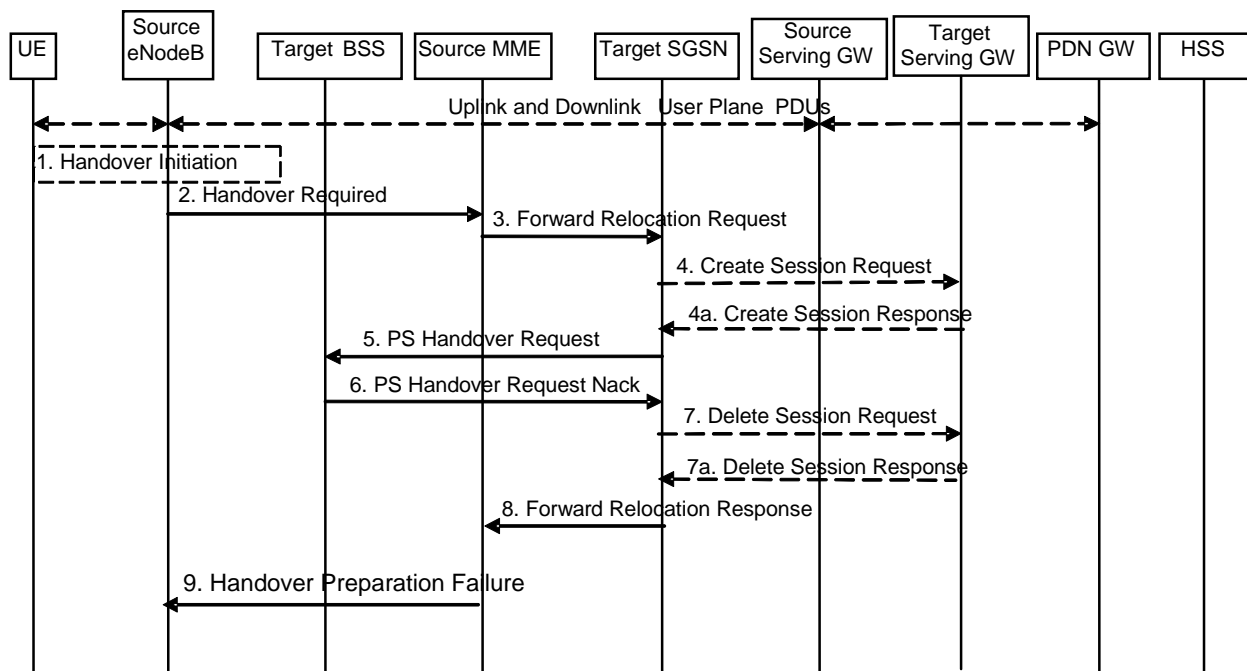 UE
Source
eNodeB
Target BSS
Source MME
Target SGSN
Source
Serving GW
Target
Serving GW
PDN GW
HSS
Uplink and Downlink User Plane PDUs
1. Handover Initiation
2. Handover Required
3. Forward Relocation Request
4. Create Session Request
4a. Create Session Response
5. PS Handover Request
6. PS Handover Request Nack
7. Delete Session Request
7a. Delete Session Response
8. Forward Relocation Response
9. Handover Preparation Failure